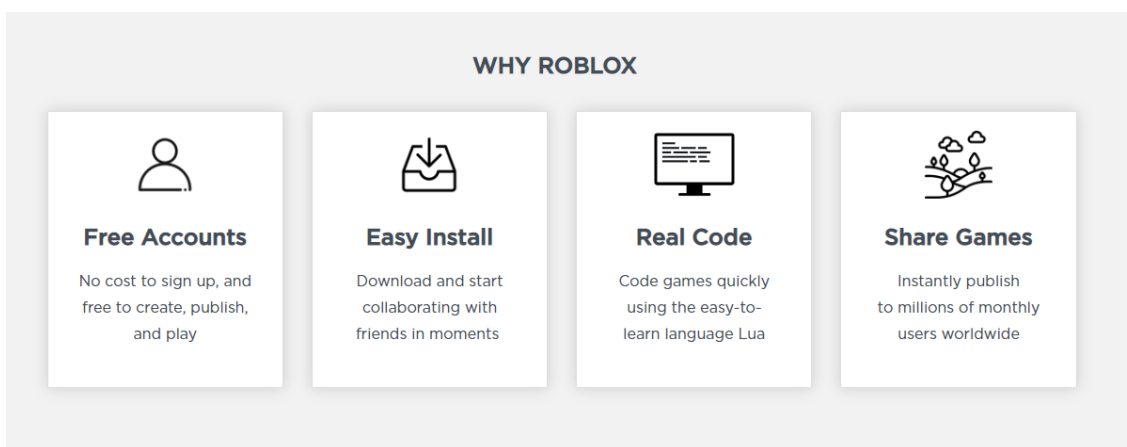 WHY ROBLOX
Free Accounts
No cost to sign up, and
free to create, publish,
and play
Easy Install
Download and start
collaborating with
friends in moments
Real Code
Code games quickly
using the easy-to-
learn language Lua
Share Games
Instantly publish
to millions of monthly
users worldwide